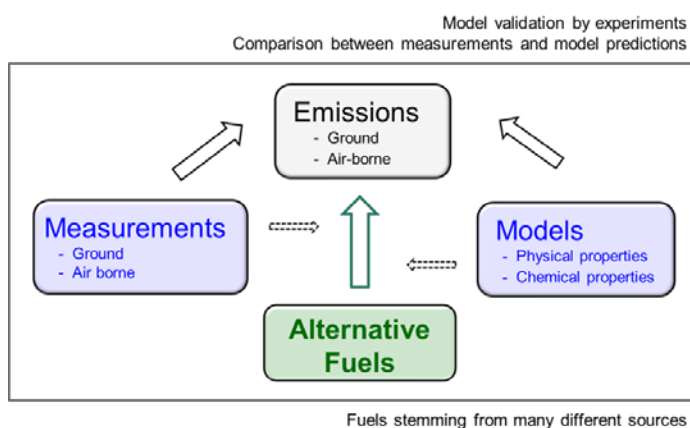 Model validation by experiments
Comparison between measurements and model predictions
Emissions
- Ground
- Air-borne
Measurements
- Ground
- Air borne
Models
- Physical properties
- Chemical properties
Alternative
Fuels
Fuels stemming from many different sources